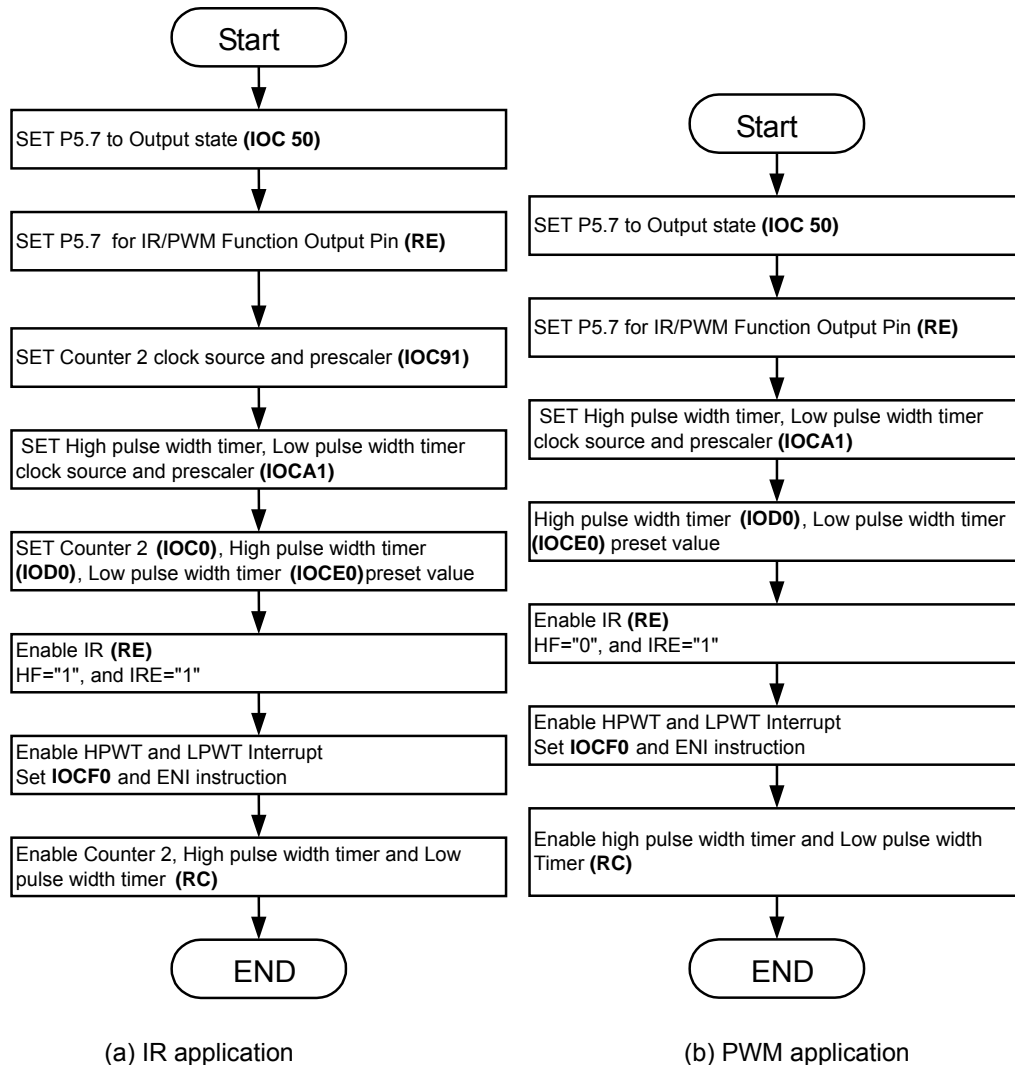 Start
SET P5.7 to Output state (IOC 50)
SET P5.7 for IR/PWM Function Output Pin (RE)
SET Counter 2 clock source and prescaler (IOC91)
SET High pulse width timer, Low pulse width timer
clock source and prescaler (IOCA1)
SET Counter 2 (IOC0), High pulse width timer
(IOD0), Low pulse width timer (IOCE0)preset value
Enable IR (RE)
HF="1", and IRE="1"
Enable HPWT and LPWT Interrupt
Set IOCF0 and ENI instruction
Enable Counter 2, High pulse width timer and Low
pulse width timer (RC)
END
(a) IR application
Start
SET P5.7 to Output state (IOC 50)
SET P5.7 for IR/PWM Function Output Pin (RE)
SET High pulse width timer, Low pulse width timer
clock source and prescaler (IOCA1)
High pulse width timer (IOD0), Low pulse width timer
(IOCE0) preset value
Enable IR (RE)
HF="0", and IRE="1"
Enable HPWT and LPWT Interrupt
Set IOCF0 and ENI instruction
Enable high pulse width timer and Low pulse width
Timer (RC)
END
(b) PWM application